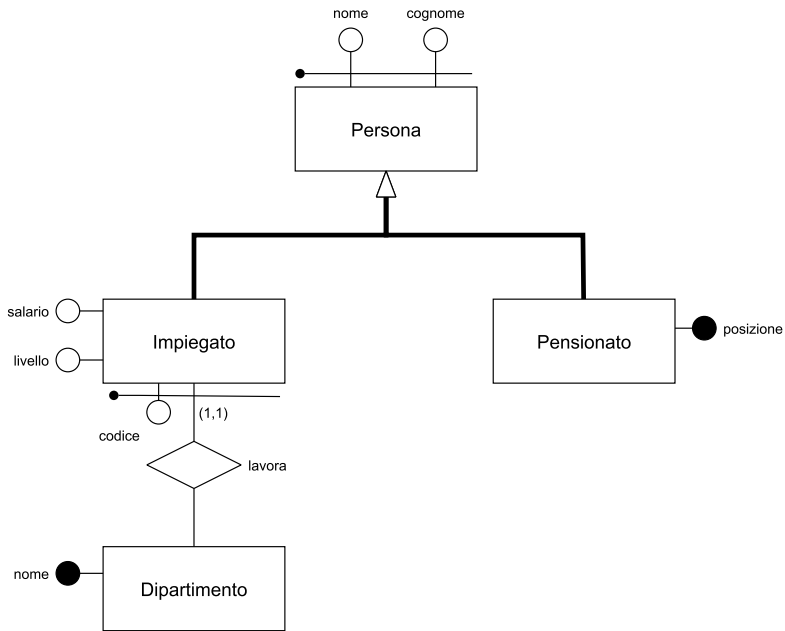 nome
cognome
Persona
salario
Impiegato
livello
Pensionato
posizione
codice
(1,1)
lavora
nome
Dipartimento